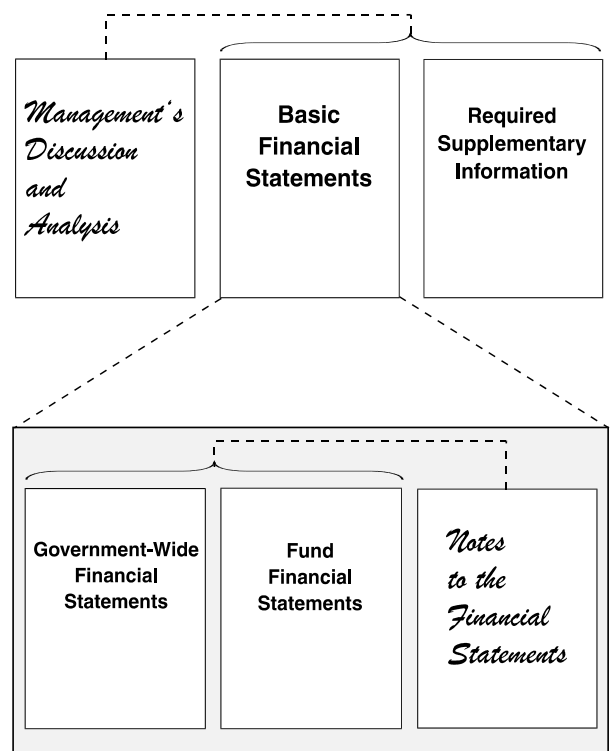 Management's
Discussion
and
Analysis
Basic
Financial
Statements
Required
Supplementary
Information
Government-Wide
Financial
Statements
Fund
Financial
Statements
Notes
to the
Financial
Statements